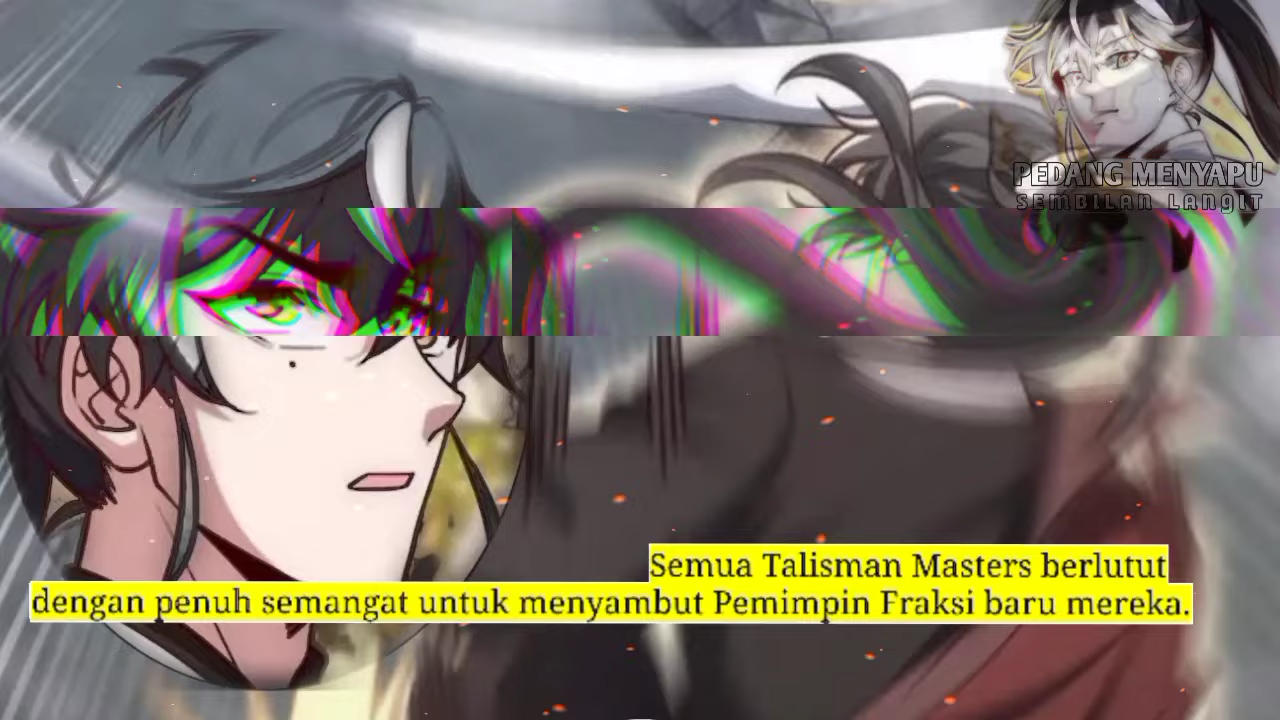 PEDANG MENYAPU
SEMBILAN LANGIT
Semua Talisman Masters berlutut
dengan penuh semangat untuk menyambut Pemimpin Fraksi baru mereka.